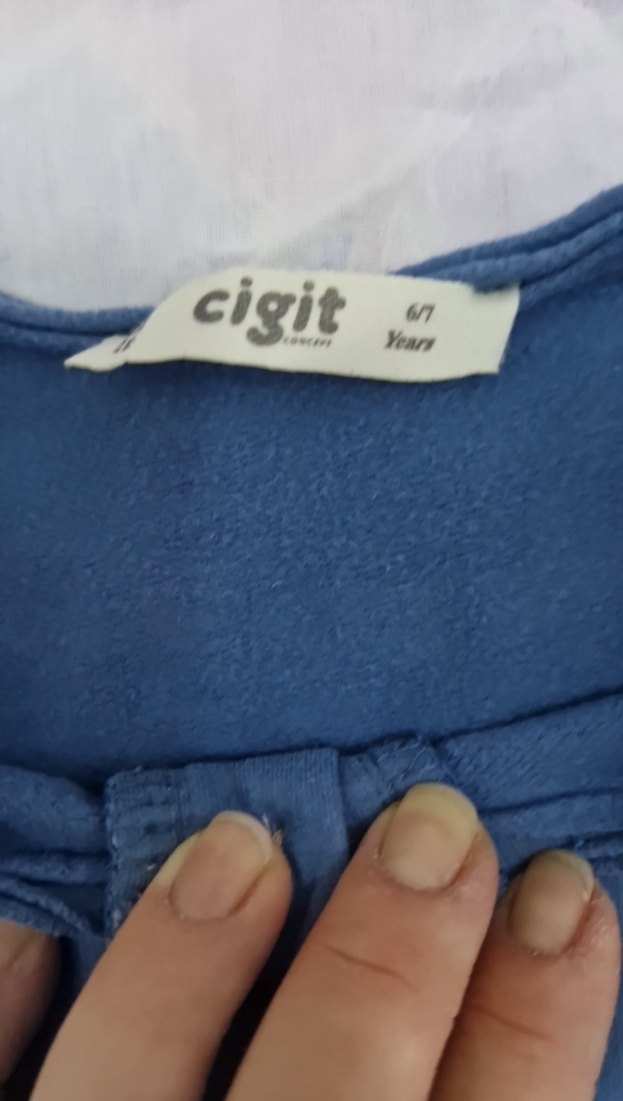 cigit
CONCEPT
6/7
Years